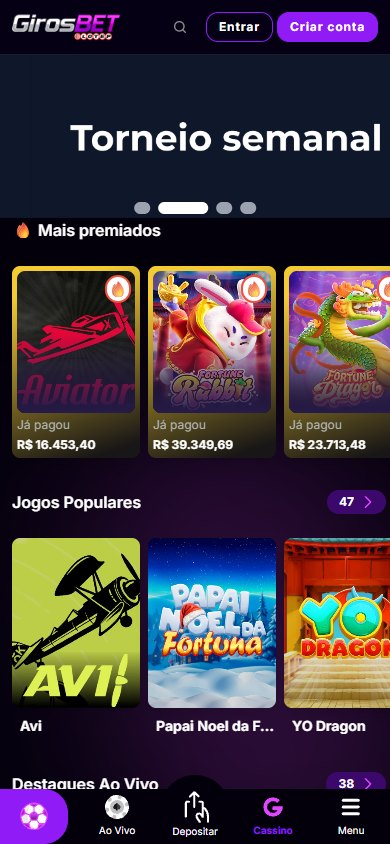 GirosBET
Entrar
Criar conta
Torneio semanal
Mais premiados
Aviator
FORTUNE
Rabbit
FORTUNE
Dragon
Já pagou
Já pagou
Já pagou
R$ 16.453,40
R$ 39.349,69
R$ 23.713,48
Jogos Populares
47
AVI
PAPAI
NOEL DA
Fortuna
YO
DRAGON
Avi
Papai Noel da F...
YO Dragon
Destaques Ao Vivo
38
Ao Vivo
Depositar
Cassino
Menu